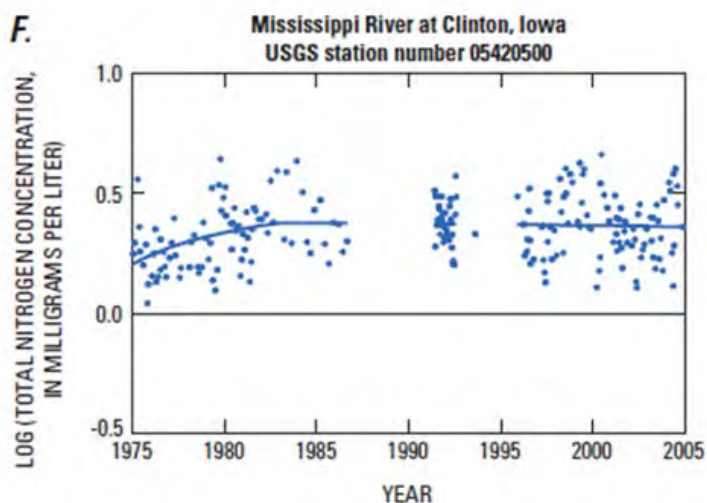 F.
Mississippi River at Clinton, Iowa
USGS station number 05420500
LOG (TOTAL NITROGEN CONCENTRATION,
IN MILLIGRAMS PER LITER)
1.0
0.5
0.0
-0.5
1975 1980 1985 1990 1995 2000 2005
YEAR